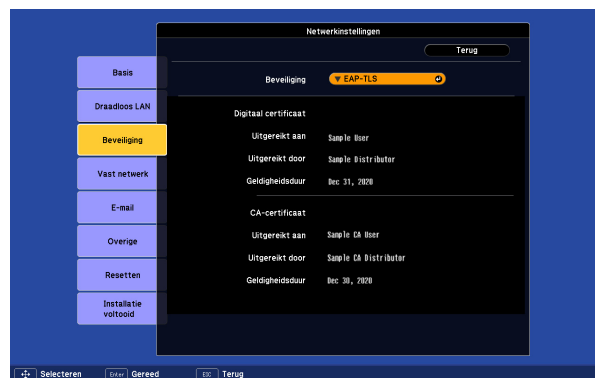 Netwerkinstellingen
Terug
Basis
Draadloos LAN
Beveiliging
Vast netwerk
E-mail
Overige
Resetten
Installatie
voltooid
Beveiliging EAP-TLS
Digitaal certificaat
Uitgereikt aan Sample User
Uitgereikt door Sample Distributor
Geldigheidsduur Dec 31, 2020
CA-certificaat
Uitgereikt aan Sample CA User
Uitgereikt door Sample CA Distributor
Geldigheidsduur Dec 30, 2020
Selecteren Enter Gereed ESC Terug